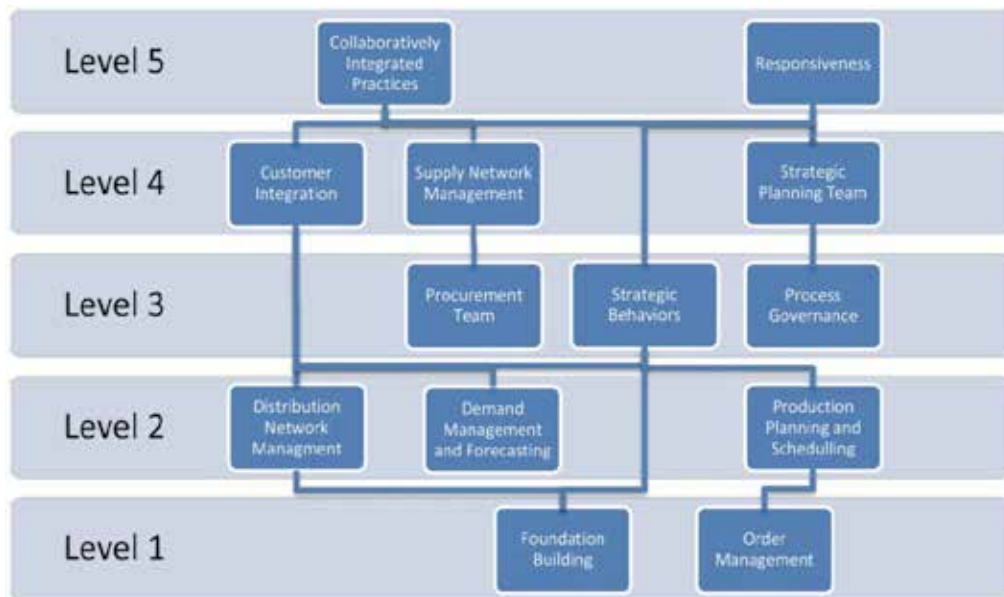 Level 5
Collaboratively
Integrated
Practices
Responsiveness
Level 4
Customer
Integration
Supply Network
Management
Strategic
Planning Team
Level 3
Procurement
Team
Strategic
Behaviors
Process
Governance
Level 2
Distribution
Network
Managment
Demand
Management
and Forecasting
Production
Planning and
Schedulling
Level 1
Foundation
Building
Order
Management